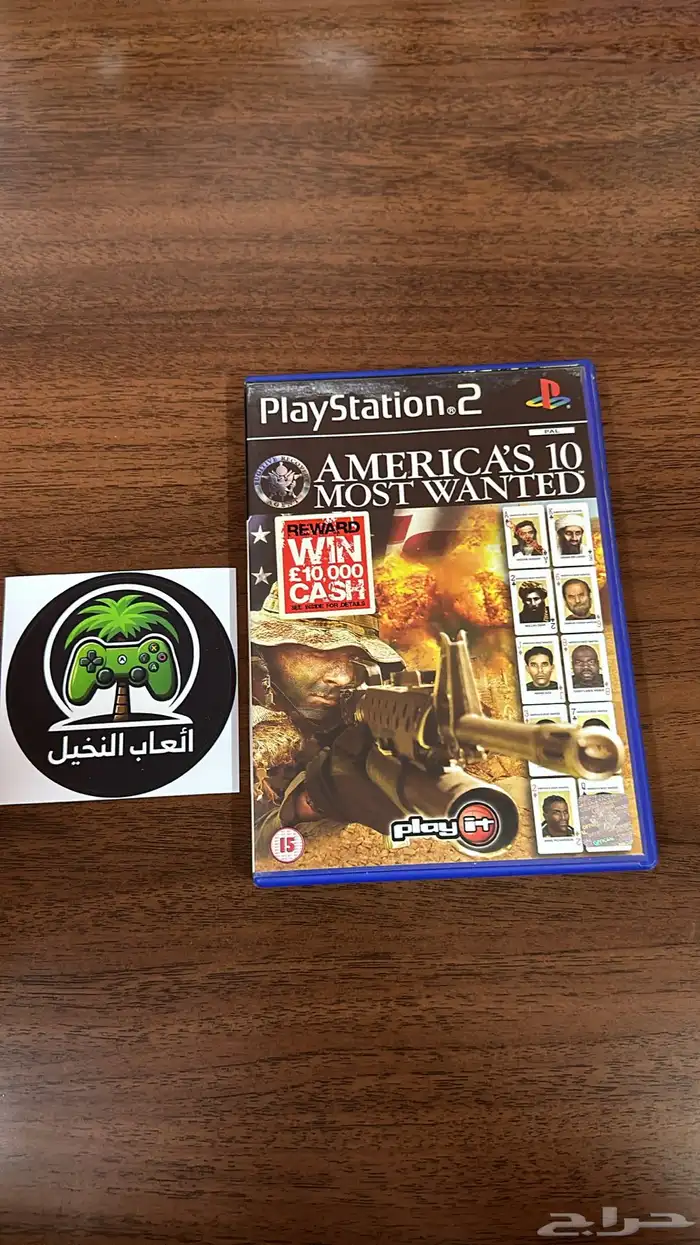 PlayStation®2
PAL
AMERICA'S 10
MOST WANTED™
REWARD
WIN
£10,000
CASH
SEE INSIDE FOR DETAILS
ألعاب النخيل
play it
15
حراج